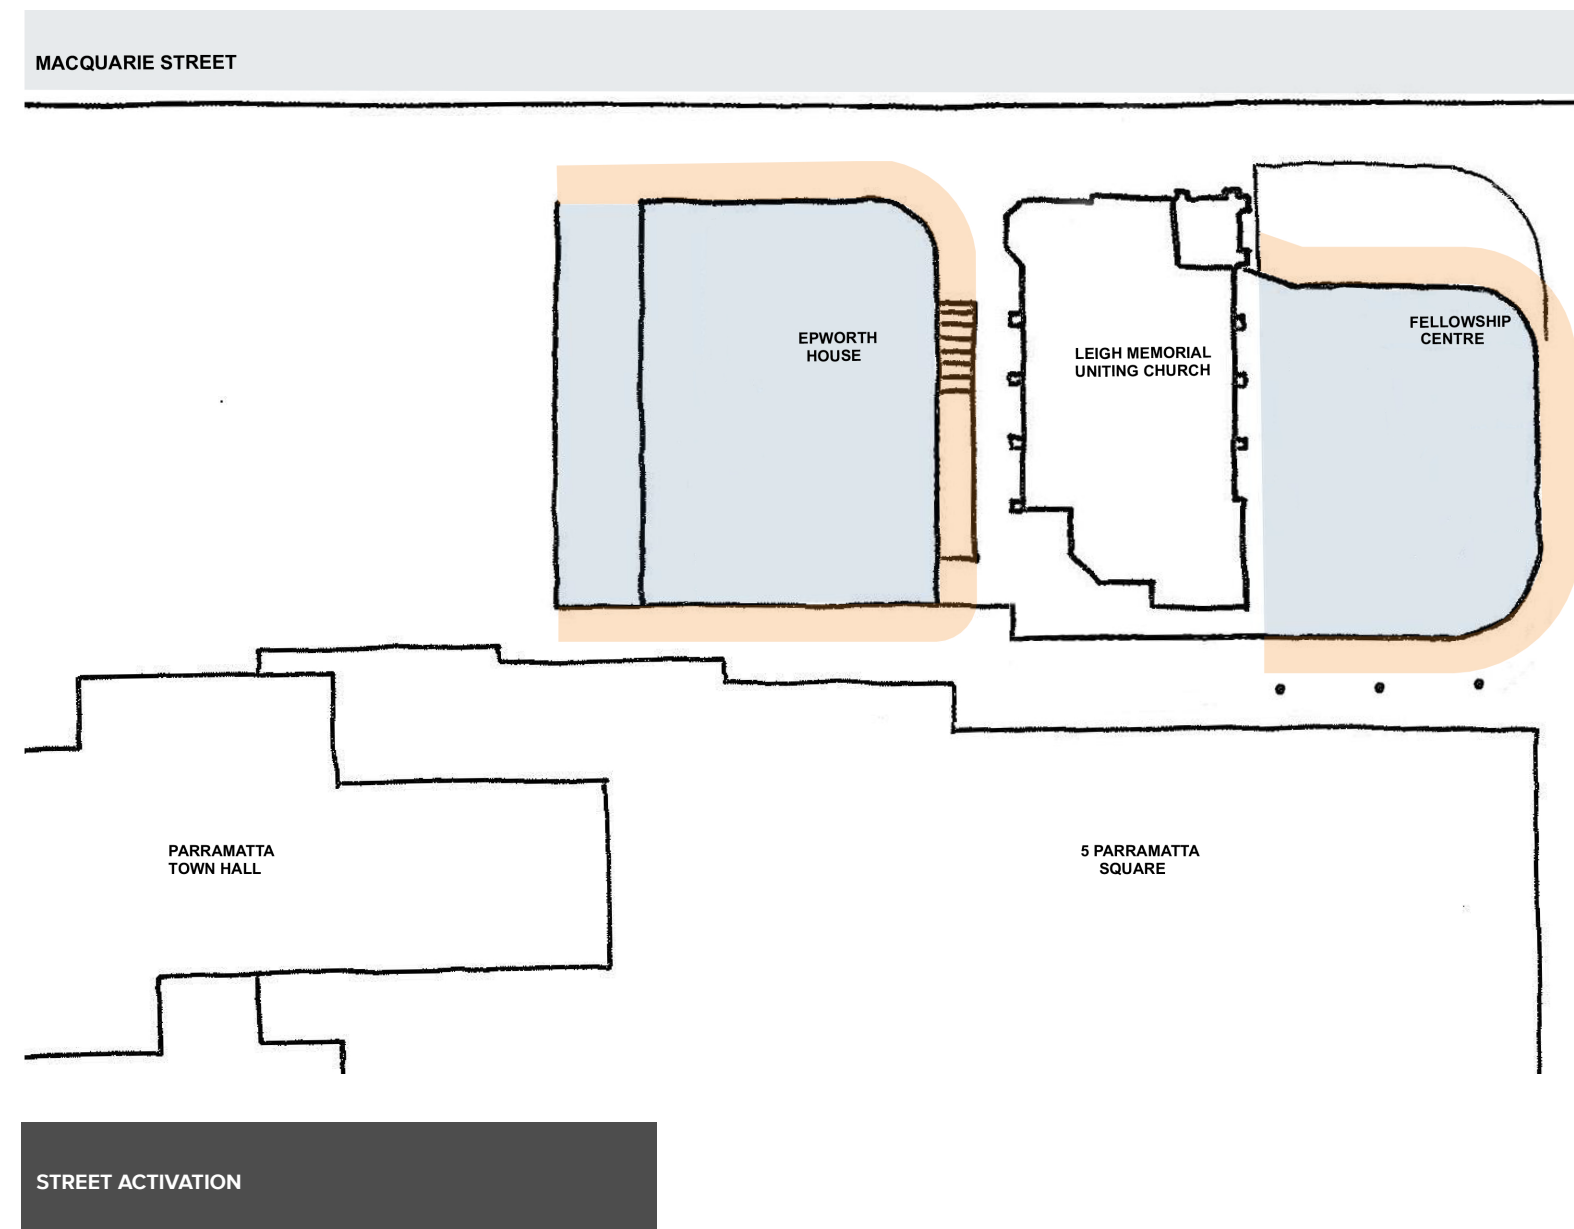 MACQUARIE STREET
EPWORTH
HOUSE
LEIGH MEMORIAL
UNITING CHURCH
FELLOWSHIP
CENTRE
PARRAMATTA
TOWN HALL
5 PARRAMATTA
SQUARE
STREET ACTIVATION